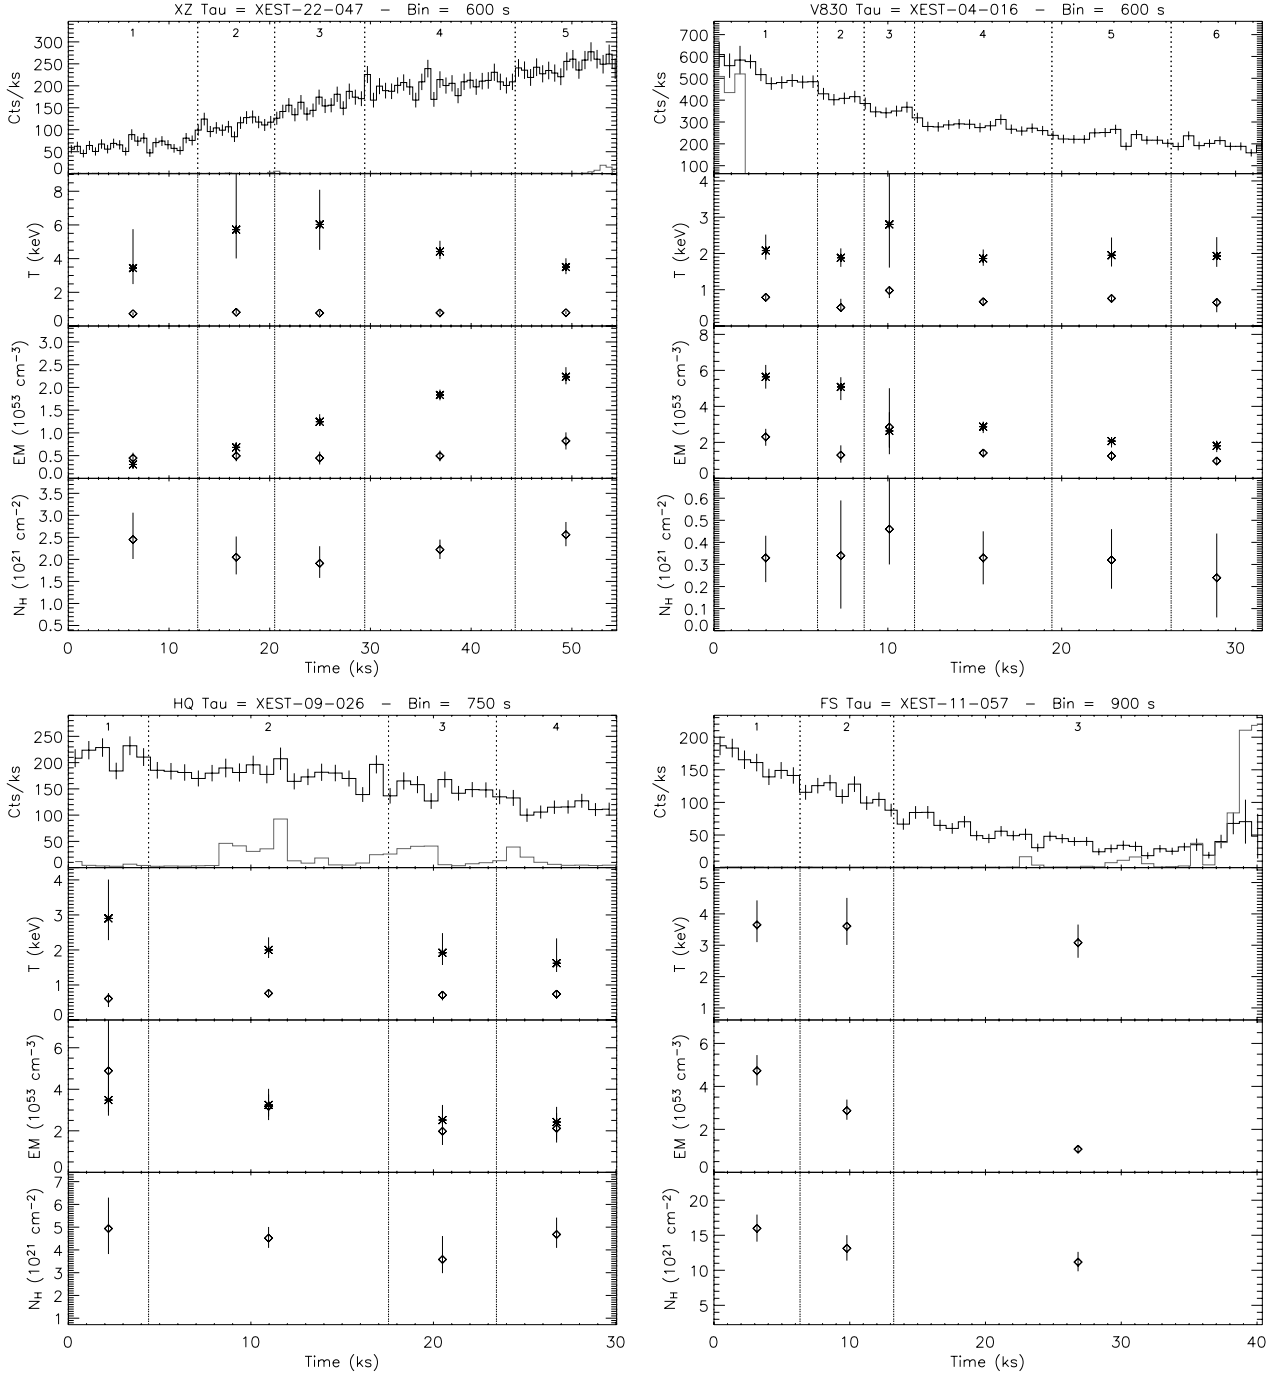 XZ Tau = XEST-22-047 - Bin = 600 s
1 2 3 4 5
300
250
200
150
100
50
0
Cts/ks
8
6
4
2
0
T (keV)
3.0
2.5
2.0
1.5
1.0
0.5
0.0
EM (10^53 cm^-3)
3.5
3.0
2.5
2.0
1.5
1.0
0.5
N_H (10^21 cm^-2)
0 10 20 30 40 50
Time (ks)
V830 Tau = XEST-04-016 - Bin = 600 s
1 2 3 4 5 6
700
600
500
400
300
200
100
Cts/ks
4
3
2
1
0
T (keV)
8
6
4
2
0
EM (10^53 cm^-3)
0.6
0.5
0.4
0.3
0.2
0.1
0.0
N_H (10^21 cm^-2)
0 10 20 30
Time (ks)
HQ Tau = XEST-09-026 - Bin = 750 s
1 2 3 4
250
200
150
100
50
0
Cts/ks
4
3
2
1
0
T (keV)
6
4
2
0
EM (10^53 cm^-3)
7
6
5
4
3
2
1
N_H (10^21 cm^-2)
0 10 20 30
Time (ks)
FS Tau = XEST-11-057 - Bin = 900 s
1 2 3
200
150
100
50
0
Cts/ks
5
4
3
2
1
T (keV)
6
4
2
0
EM (10^53 cm^-3)
20
15
10
5
N_H (10^21 cm^-2)
0 10 20 30 40
Time (ks)